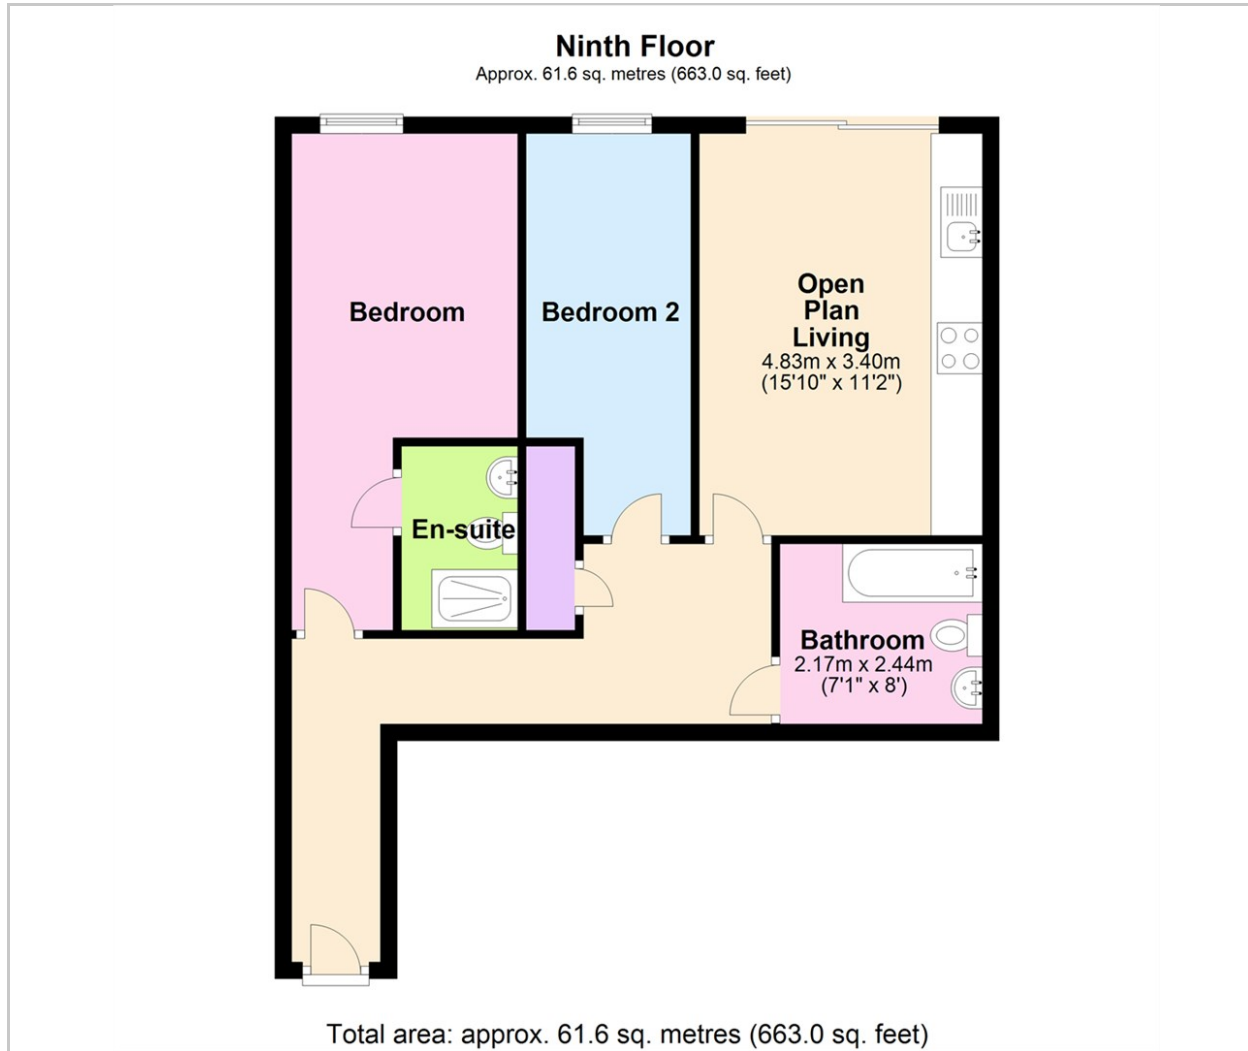 Ninth Floor
Approx. 61.6 sq. metres (663.0 sq. feet)
Bedroom
Bedroom 2
Open
Plan
Living
4.83m x 3.40m
(15'10" x 11'2")
En-suite
Bathroom
2.17m x 2.44m
(7'1" x 8')
Total area: approx. 61.6 sq. metres (663.0 sq. feet)